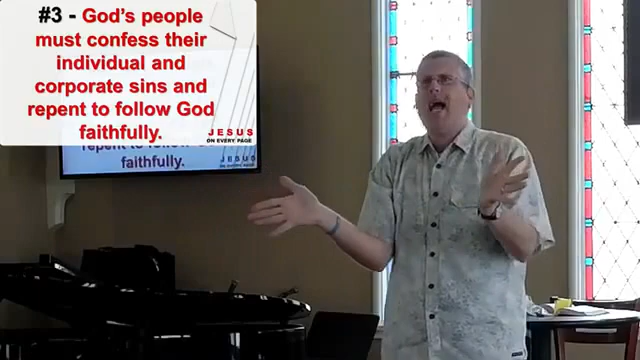 #3 - God's people
must confess their
individual and
corporate sins and
repent to follow God
faithfully.
JESUS
ON EVERY PAGE
repent to follow God
faithfully.
JESUS
ON EVERY PAGE